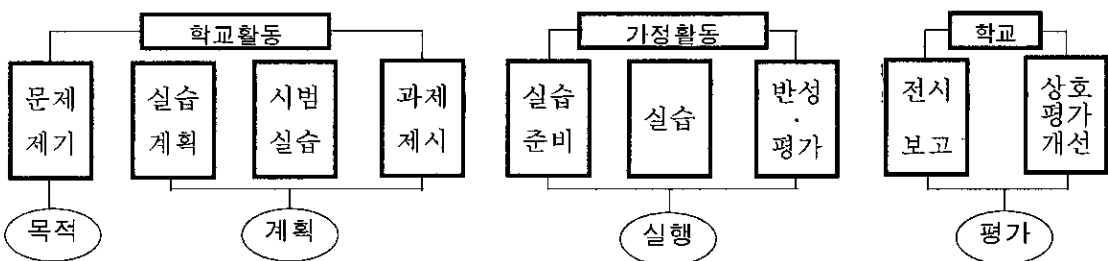 학교활동
가정활동
학교
문제
제기
실습
계획
시범
실습
과제
제시
실습
준비
실습
반성
·
평가
전시
보고
상호
평가
개선
목적
계획
실행
평가